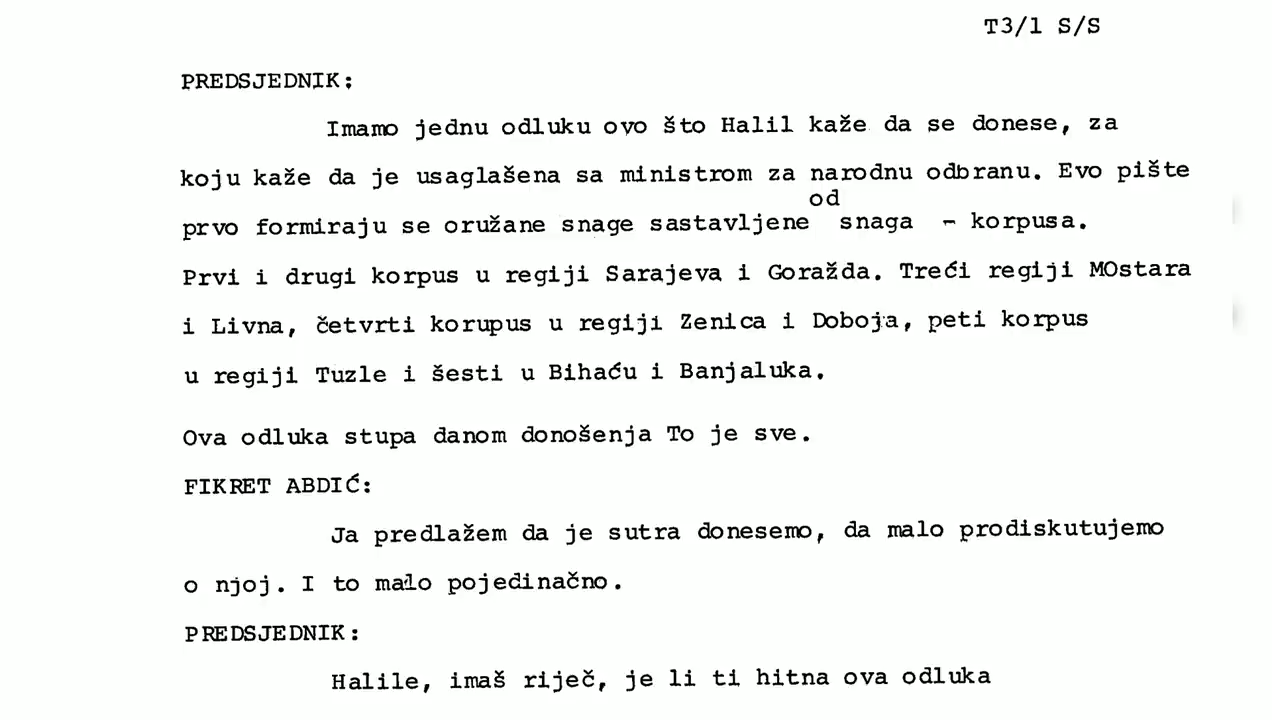 T3/1 S/S
PREDSJEDNIK:
Imamo jednu odluku ovo što Halil kaže da se donese, za
koju kaže da je usaglašena sa ministrom za narodnu odbranu. Evo pište
od
prvo formiraju se oružane snage sastavljene snaga - korpusa.
Prvi i drugi korpus u regiji Sarajeva i Goražda. Treći regiji MOstara
i Livna, četvrti korupus u regiji Zenica i Doboja, peti korpus
u regiji Tuzle i šesti u Bihaću i Banjaluka.
Ova odluka stupa danom donošenja To je sve.
FIKRET ABDIĆ:
Ja predlažem da je sutra donesemo, da malo prodiskutujemo
o njoj. I to malo pojedinačno.
PREDSJEDNIK:
Halile, imaš riječ, je li ti hitna ova odluka